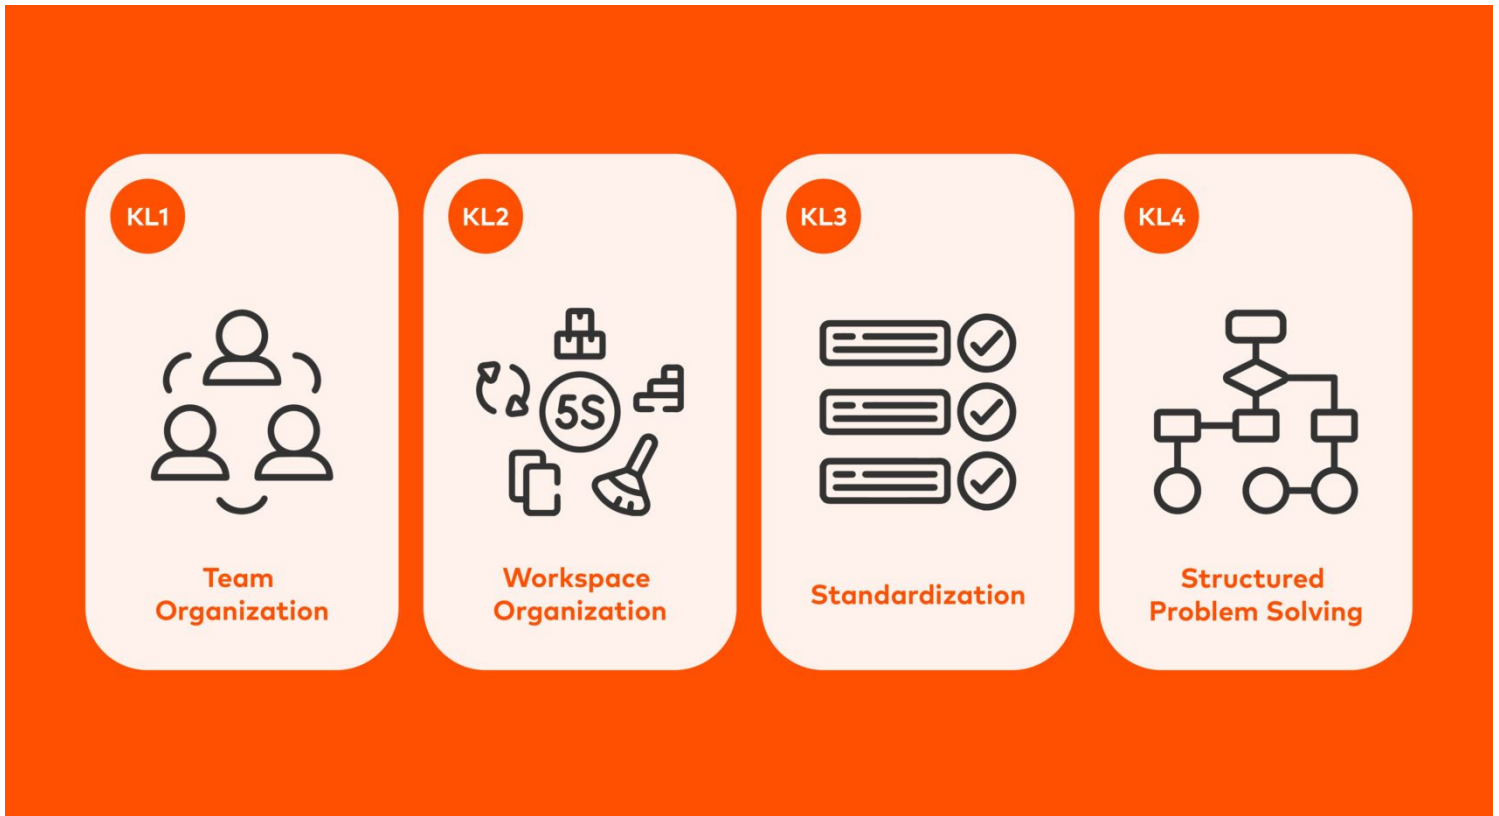 KL1
Team
Organization
KL2
5S
Workspace
Organization
KL3
Standardization
KL4
Structured
Problem Solving